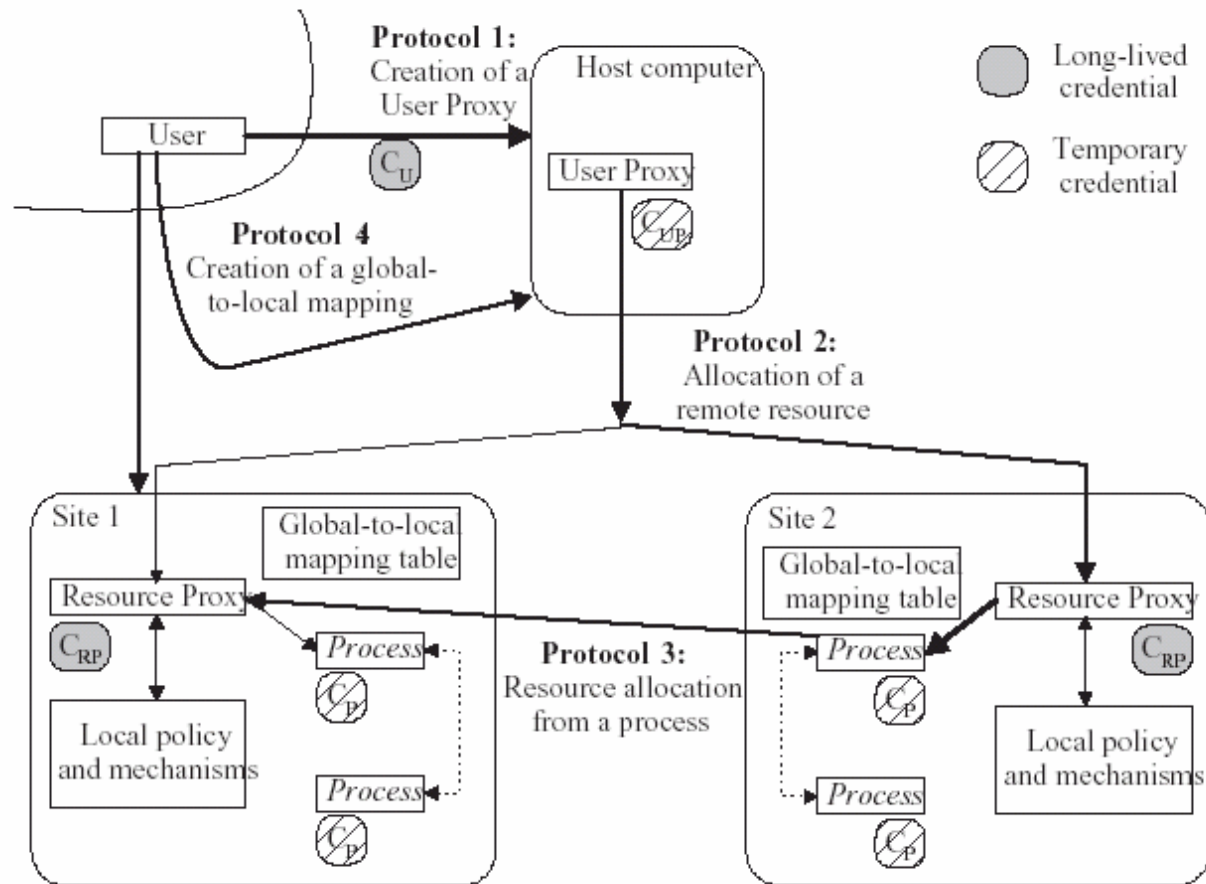 Protocol 1:
Creation of a
User Proxy
Host computer
Long-lived
credential
User
C_U
User Proxy
C_UP
Temporary
credential
Protocol 4
Creation of a global-
to-local mapping
Protocol 2:
Allocation of a
remote resource
Site 1
Global-to-local
mapping table
Resource Proxy
C_RP
Process
C_P
Local policy
and mechanisms
Process
C_P
Protocol 3:
Resource allocation
from a process
Site 2
Global-to-local
mapping table
Resource Proxy
C_RP
Process
C_P
Local policy
and mechanisms
Process
C_P